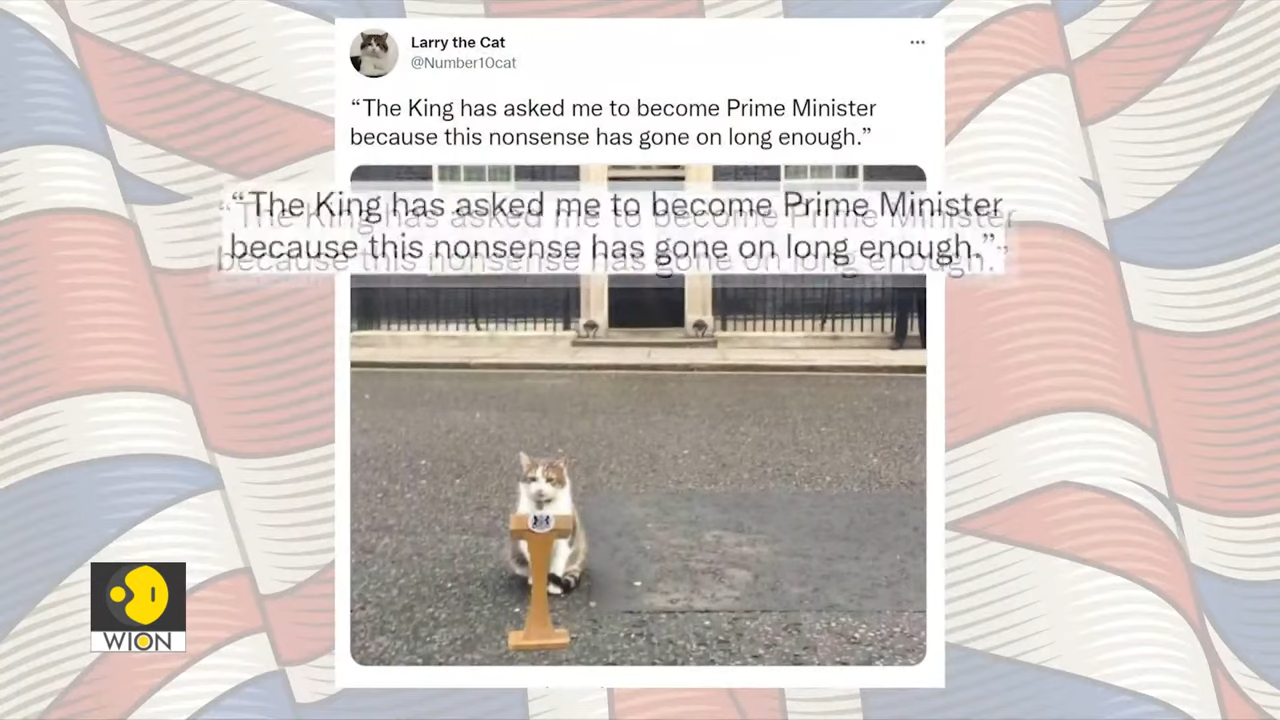 Larry the Cat
@Number10cat
“The King has asked me to become Prime Minister
because this nonsense has gone on long enough.”
“The King has asked me to become Prime Minister
because this nonsense has gone on long enough.”
WION